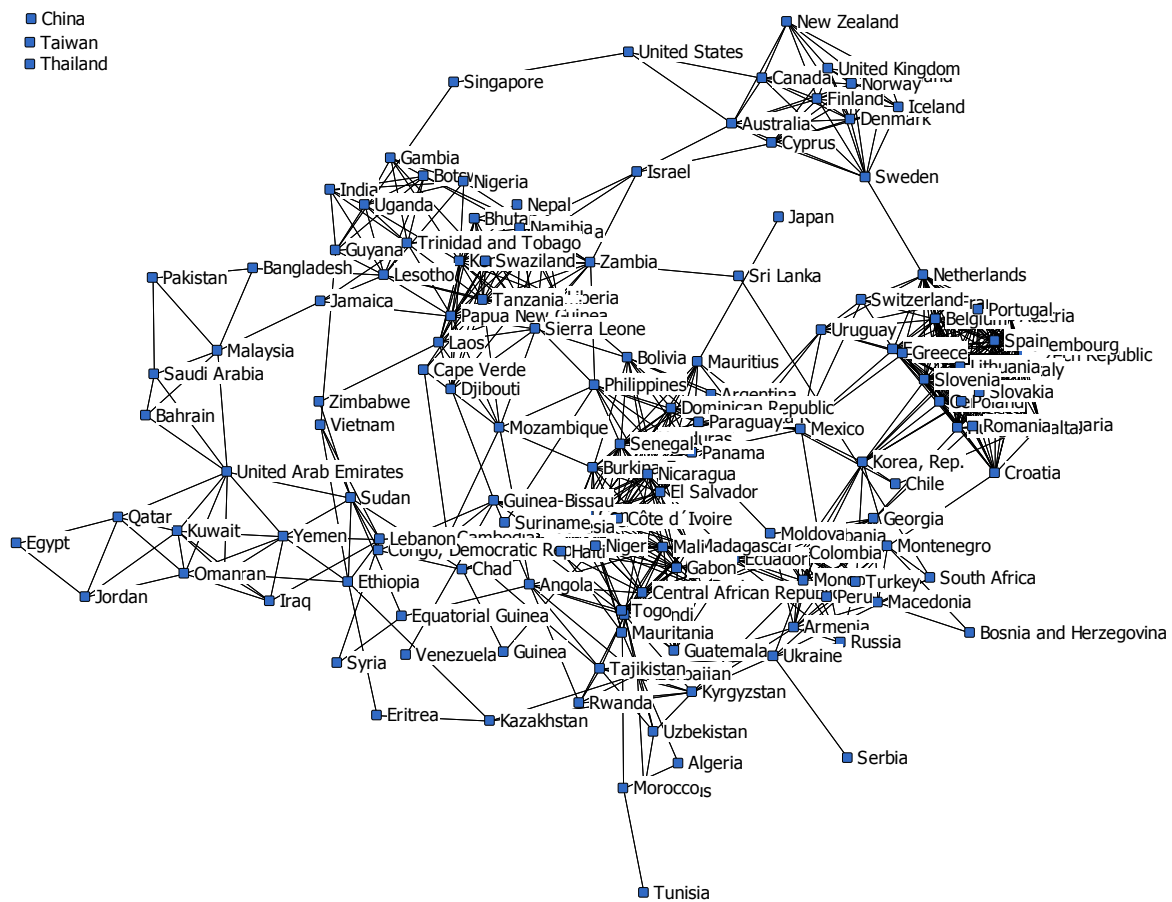 China
Taiwan
Thailand
New Zealand
United States
United Kingdom
Canada
Norway
Singapore
Finland
Iceland
Australia
Denmark
Cyprus
Gambia
Israel
Sweden
Nigeria
India
Uganda
Nepal
Japan
Namibia
Trinidad and Tobago
Guyana
Swaziland
Zambia
Bangladesh
Lesotho
Sri Lanka
Netherlands
Pakistan
Jamaica
Tanzania
Switzerland
Portugal
Papua New Guinea
Sierra Leone
Uruguay
Spain
Laos
Malaysia
Bolivia
Mauritius
Greece
Lithuania
Cape Verde
Saudi Arabia
Djibouti
Philippines
Slovenia
Argentina
Slovakia
Zimbabwe
Poland
Dominican Republic
Bahrain
Vietnam
Mozambique
Paraguay
Mexico
Romania
Senegal
Panama
United Arab Emirates
Korea, Rep.
Nicaragua
Croatia
Chile
Sudan
El Salvador
Guinea-Bissau
Qatar
Suriname
Côte d´Ivoire
Georgia
Kuwait
Yemen
Lebanon
Moldova
Egypt
Niger
Mali
Montenegro
Haiti
Colombia
Ecuador
Oman
Chad
Gabon
Ethiopia
Angola
Turkey
South Africa
Jordan
Iraq
Central African Republic
Peru
Macedonia
Equatorial Guinea
Togo
Mauritania
Armenia
Bosnia and Herzegovina
Russia
Syria
Venezuela
Guinea
Guatemala
Ukraine
Tajikistan
Kyrgyzstan
Rwanda
Eritrea
Kazakhstan
Uzbekistan
Algeria
Serbia
Morocco
Tunisia